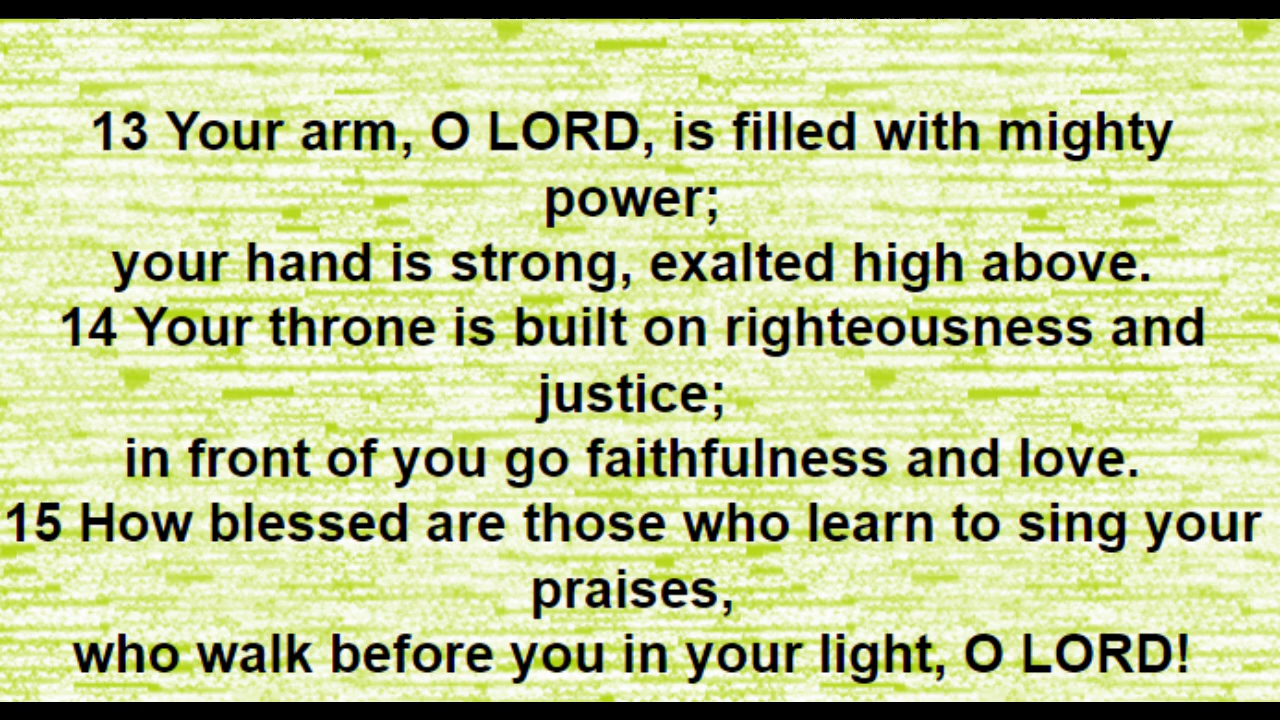 13 Your arm, O LORD, is filled with mighty
power;
your hand is strong, exalted high above.
14 Your throne is built on righteousness and
justice;
in front of you go faithfulness and love.
15 How blessed are those who learn to sing your
praises,
who walk before you in your light, O LORD!